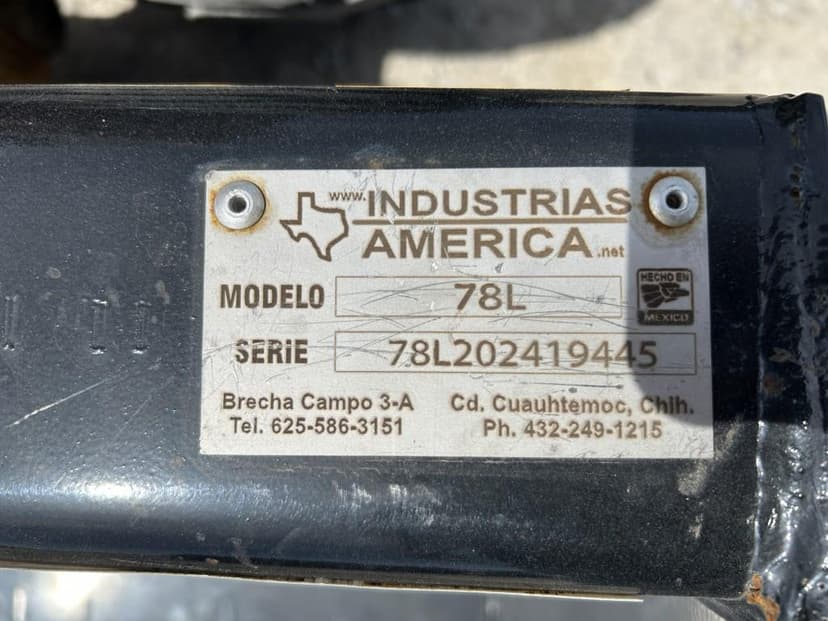 www.INDUSTRIAS
AMERICA.net
MODELO 78L
HECHO EN
MEXICO
SERIE 78L202419445
Brecha Campo 3-A Cd. Cuauhtemoc, Chih.
Tel. 625-586-3151 Ph. 432-249-1215